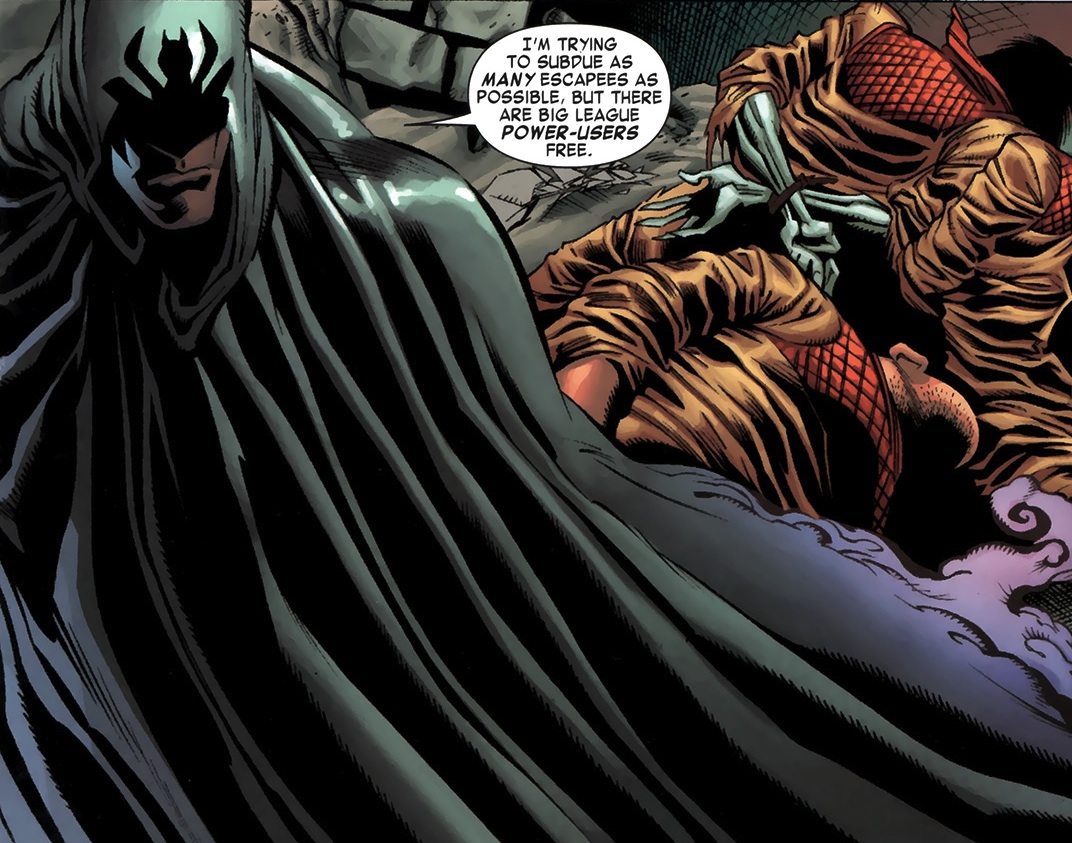 I'M TRYING
TO SUBDUE AS
MANY ESCAPEES AS
POSSIBLE, BUT THERE
ARE BIG LEAGUE
POWER-USERS
FREE.